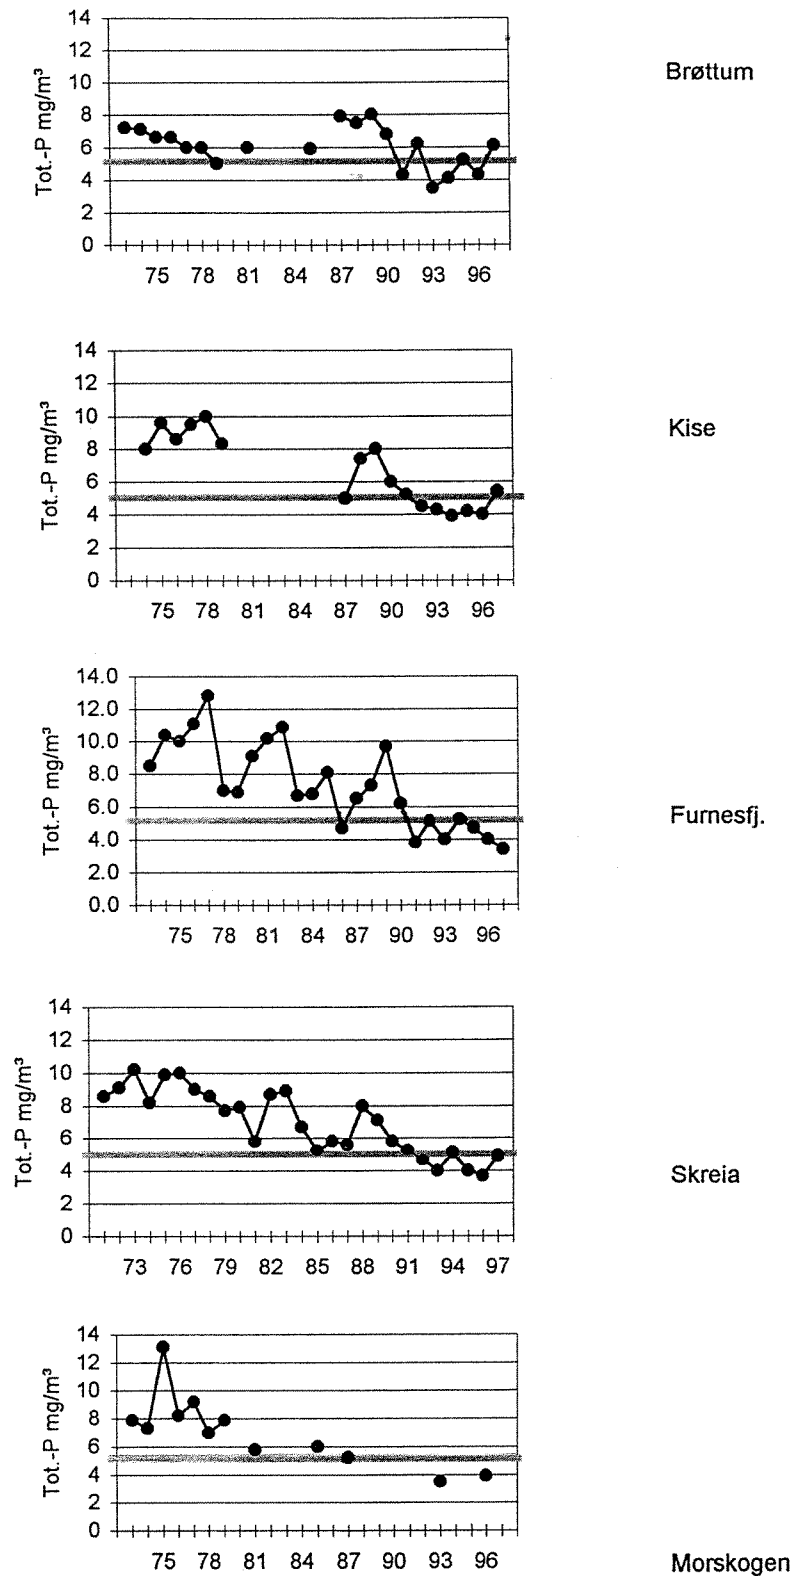 14
12
10
8
6
4
2
0
Tot.-P mg/m³
75 78 81 84 87 90 93 96
Brøttum
14
12
10
8
6
4
2
0
Tot.-P mg/m³
75 78 81 84 87 90 93 96
Kise
14.0
12.0
10.0
8.0
6.0
4.0
2.0
0.0
Tot.-P mg/m³
75 78 81 84 87 90 93 96
Furnesfj.
14
12
10
8
6
4
2
0
Tot.-P mg/m³
73 76 79 82 85 88 91 94 97
Skreia
14
12
10
8
6
4
2
0
Tot.-P mg/m³
75 78 81 84 87 90 93 96
Morskogen